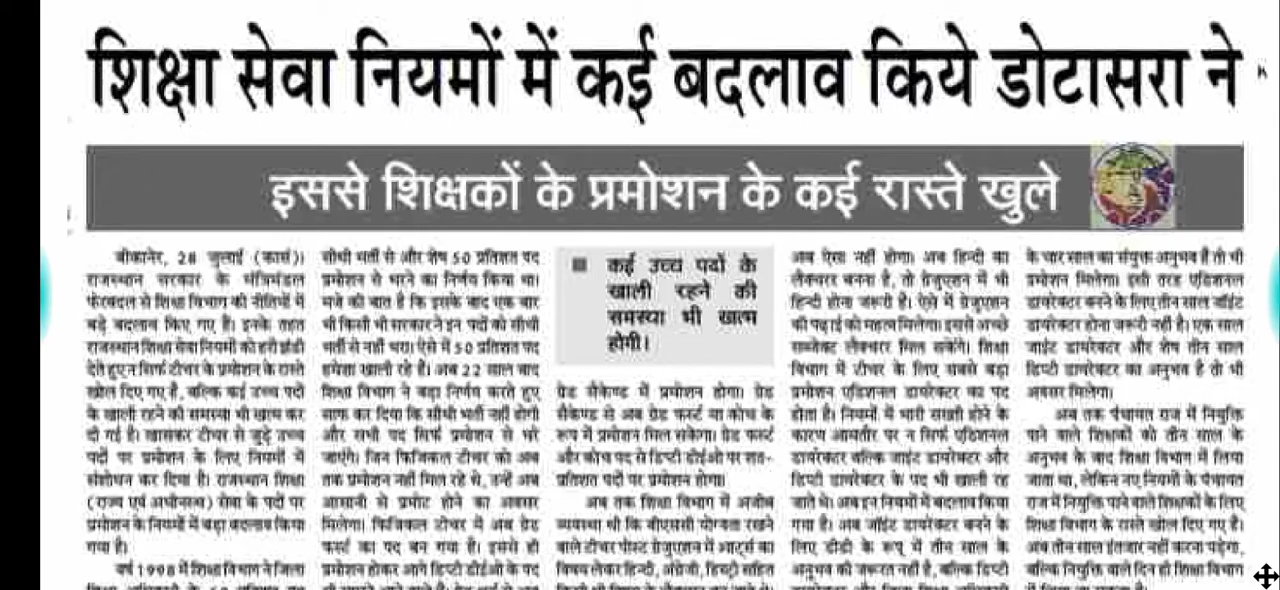 शिक्षा सेवा नियमों में कई बदलाव किये डोटासरा ने
इससे शिक्षकों के प्रमोशन के कई रास्ते खुले
बीकानेर, 28 जुलाई (कासं)।
राजस्थान सरकार के मंत्रिमंडल
फेरबदल से शिक्षा विभाग की नीतियों में
बड़े बदलाव किए गए हैं। इनके तहत
राजस्थान शिक्षा सेवा नियमों को हरी झंडी
देते हुए न सिर्फ टीचर के प्रमोशन के रास्ते
खोल दिए गए है, बल्कि कई उच्च पदों
के खाली रहने की समस्या भी खत्म कर
दी गई है। खासकर टीचर से जुड़े उच्च
पदों पर प्रमोशन के लिए नियमों में
संशोधन कर दिया है। राजस्थान शिक्षा
(राज्य एवं अधीनस्थ) सेवा के पदों पर
प्रमोशन के नियमों में बड़ा बदलाव किया
गया है।
वर्ष 1998 में शिक्षा विभाग ने जिला
सीधी भर्ती से और शेष 50 प्रतिशत पद
प्रमोशन से भरने का निर्णय किया था।
मजे की बात है कि इसके बाद एक बार
भी किसी भी सरकार ने इन पदों को सीधी
भर्ती से नहीं भरा। ऐसे में 50 प्रतिशत पद
हमेशा खाली रहे हैं। अब 22 साल बाद
शिक्षा विभाग ने बड़ा निर्णय करते हुए
साफ कर दिया कि सीधी भर्ती नहीं होगी
और सभी पद सिर्फ प्रमोशन से भरे
जाएंगे। जिन फिजिकल टीचर को अब
तक प्रमोशन नहीं मिल रहे थे, उन्हें अब
आसानी से प्रमोट होने का अवसर
मिलेगा। फिजिकल टीचर में अब ग्रेड
फर्स्ट का पद बन गया है। इससे ही
प्रमोशन होकर आगे डिप्टी डीईओ के पद
■ कई उच्च पदों के
खाली रहने की
समस्या भी खात्म
होगी।
ग्रेड सैकेण्ड में प्रमोशन होगा। ग्रेड
सैकेण्ड से अब ग्रेड फर्स्ट या कोच के
रूप में प्रमोशन मिल सकेगा। ग्रेड फर्स्ट
और कोच पद से डिप्टी डीईओ पर शत-
प्रतिशत पदों पर प्रमोशन होगा।
अब तक शिक्षा विभाग में अजीब
व्यवस्था थी कि बीएससी योग्यता रखने
वाले टीचर पोस्ट ग्रेजुएशन में आर्ट्स का
विषय लेकर हिन्दी, अंग्रेजी, हिस्ट्री सहित
अब ऐसा नहीं होगा। अब हिन्दी का
लैक्चरर बनना है, तो ग्रेजुएशन में भी
हिन्दी होना जरूरी है। ऐसे में ग्रेजुएशन
की पढ़ाई को महत्व मिलेगा। इससे अच्छे
सब्जेक्ट लैक्चरर मिल सकेंगे। शिक्षा
विभाग में टीचर के लिए सबसे बड़ा
प्रमोशन एडिशनल डायरेक्टर का पद
होता है। नियमों में भारी सख्ती होने के
कारण आमतौर पर न सिर्फ एडिशनल
डायरेक्टर बल्कि जाइंट डायरेक्टर और
डिप्टी डायरेक्टर के पद भी खाली रह
जाते थे। अब इन नियमों में बदलाव किया
गया है। अब जॉइंट डायरेक्टर बनने के
लिए डीडी के रूप में तीन साल के
अनुभव की जरूरत नहीं है, बल्कि डिप्टी
के चार साल का संयुक्त अनुभव है तो भी
प्रमोशन मिलेगा। इसी तरह एडिशनल
डायरेक्टर बनने के लिए तीन साल जॉइंट
डायरेक्टर होना जरूरी नहीं है। एक साल
जाईंट डायरेक्टर और शेष तीन साल
डिप्टी डायरेक्टर का अनुभव है तो भी
अवसर मिलेगा।
अब तक पंचायत राज में नियुक्ति
पाने वाले शिक्षकों को तीन साल के
अनुभव के बाद शिक्षा विभाग में लिया
जाता था, लेकिन नए नियमों के पंचायत
राज में नियुक्ति पाने वाले शिक्षकों के लिए
शिक्षा विभाग के रास्ते खोल दिए गए हैं।
अब तीन साल इंतजार नहीं करना पड़ेगा,
बल्कि नियुक्ति वाले दिन ही शिक्षा विभाग